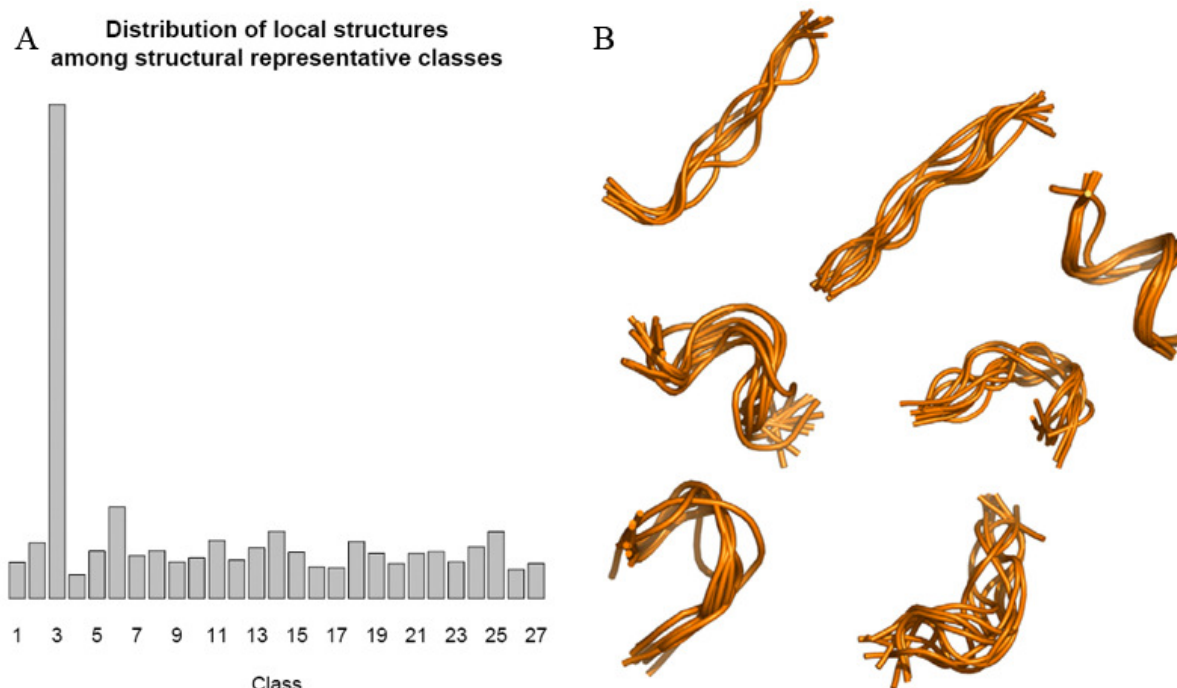 A
Distribution of local structures
among structural representative classes
1 3 5 7 9 11 13 15 17 19 21 23 25 27
Class
B